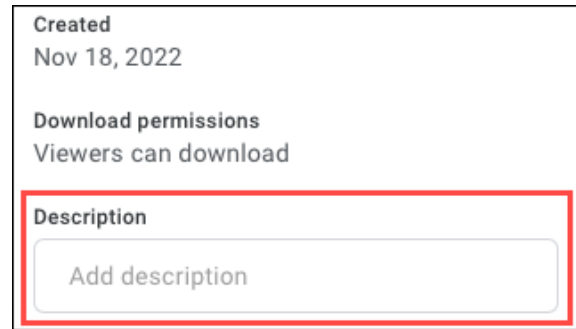 Created
Nov 18, 2022
Download permissions
Viewers can download
Description
Add description